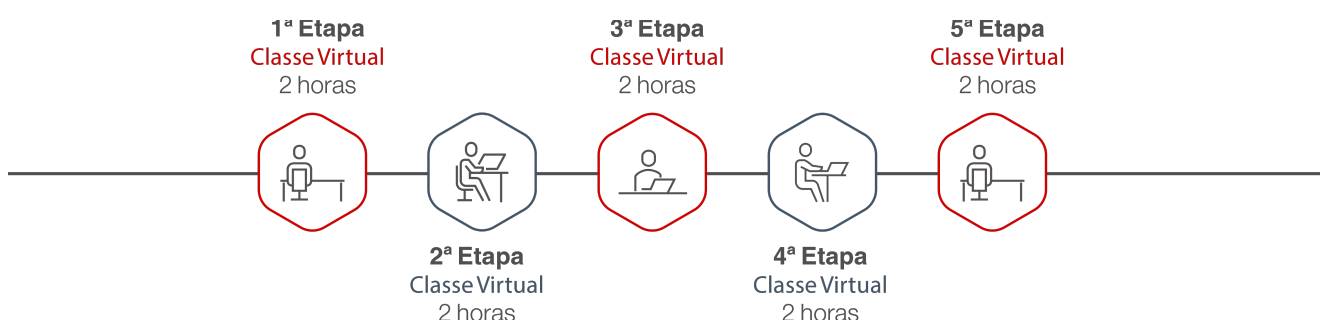 1ª Etapa
Classe Virtual
2 horas
2ª Etapa
Classe Virtual
2 horas
3ª Etapa
Classe Virtual
2 horas
4ª Etapa
Classe Virtual
2 horas
5ª Etapa
Classe Virtual
2 horas